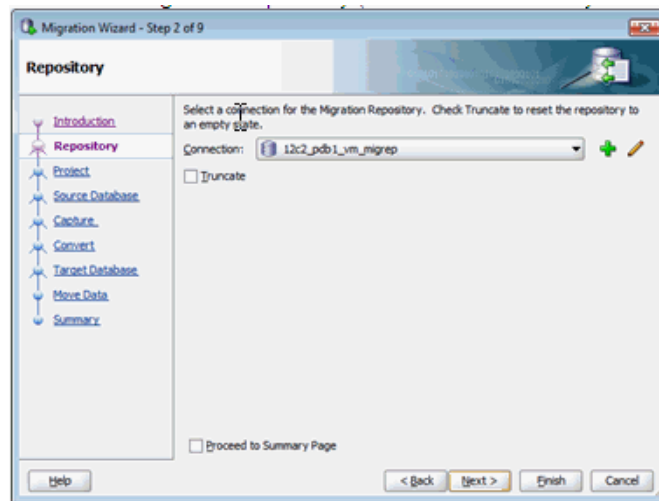 Migration Wizard - Step 2 of 9
Repository
Select a connection for the Migration Repository. Check Truncate to reset the repository to
an empty state.
Connection: 12c2_pdb1_vm_migrep
Truncate
Introduction
Repository
Project
Source Database
Capture
Convert
Target Database
Move Data
Summary
Proceed to Summary Page
Help
< Back
Next >
Finish
Cancel